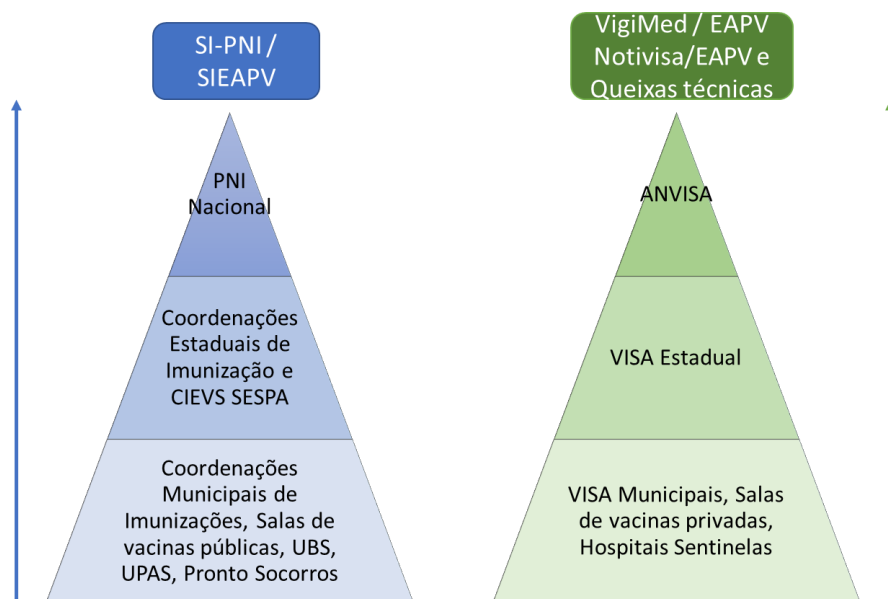 SI-PNI /
SIEAPV
PNI
Nacional
Coordenações
Estaduais de
Imunização e
CIEVS SESPA
Coordenações
Municipais de
Imunizações, Salas de
vacinas públicas, UBS,
UPAS, Pronto Socorros
VigiMed / EAPV
Notivisa/EAPV e
Queixas técnicas
ANVISA
VISA Estadual
VISA Municipais, Salas
de vacinas privadas,
Hospitais Sentinelas